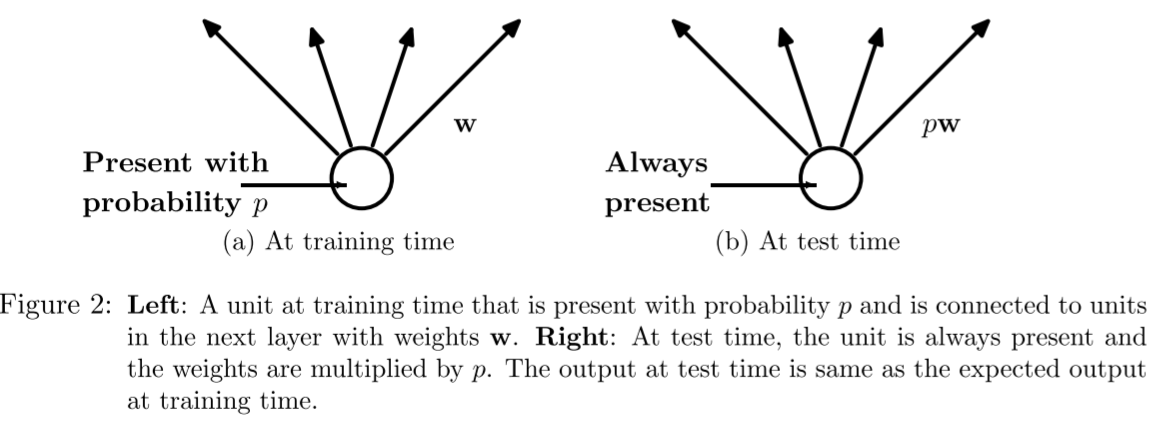 w
Present with
probability p
(a) At training time
pw
Always
present
(b) At test time
Figure 2: Left: A unit at training time that is present with probability p and is connected to units
in the next layer with weights w. Right: At test time, the unit is always present and
the weights are multiplied by p. The output at test time is same as the expected output
at training time.